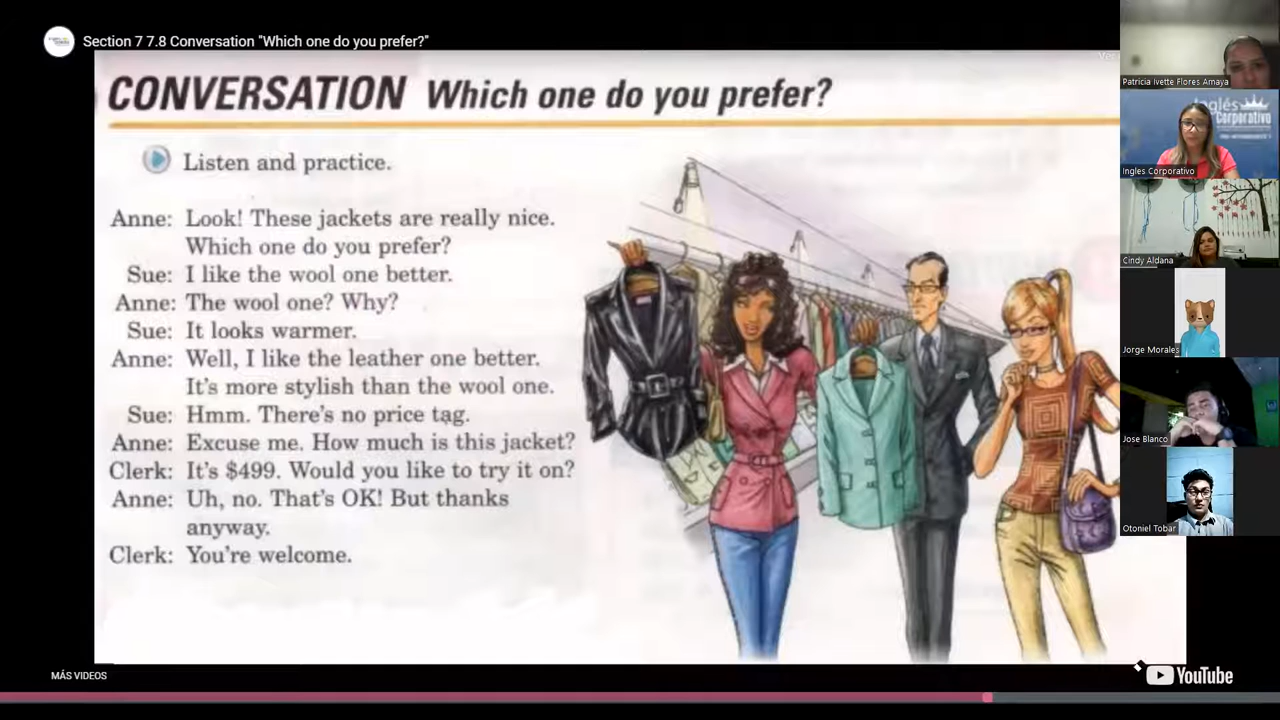 Section 7 7.8 Conversation "Which one do you prefer?"
CONVERSATION Which one do you prefer?
Listen and practice.
Anne: Look! These jackets are really nice.
Which one do you prefer?
Sue: I like the wool one better.
Anne: The wool one? Why?
Sue: It looks warmer.
Anne: Well, I like the leather one better.
It's more stylish than the wool one.
Sue: Hmm. There's no price tag.
Anne: Excuse me. How much is this jacket?
Clerk: It's $499. Would you like to try it on?
Anne: Uh, no. That's OK! But thanks
anyway.
Clerk: You're welcome.
MÁS VIDEOS
YouTube
Patricia Ivette Flores Amaya
Inglés
Corporativo
Ingles Corporativo
Cindy Aldana
Jorge Morales
Jose Blanco
Otoniel Tobar